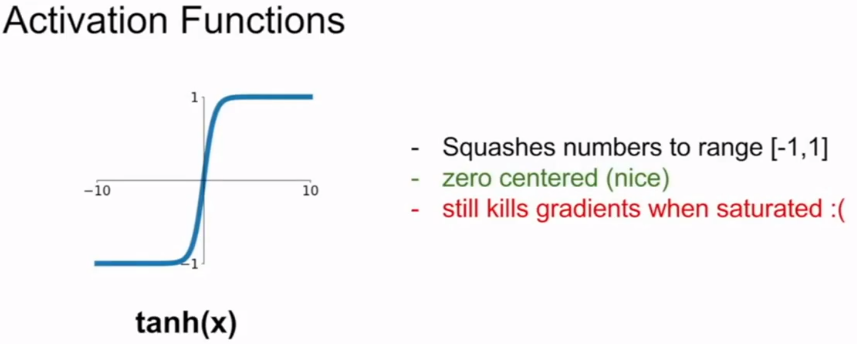 Activation Functions
1
-10
10
-1
tanh(x)
- Squashes numbers to range [-1,1]
- zero centered (nice)
- still kills gradients when saturated :(